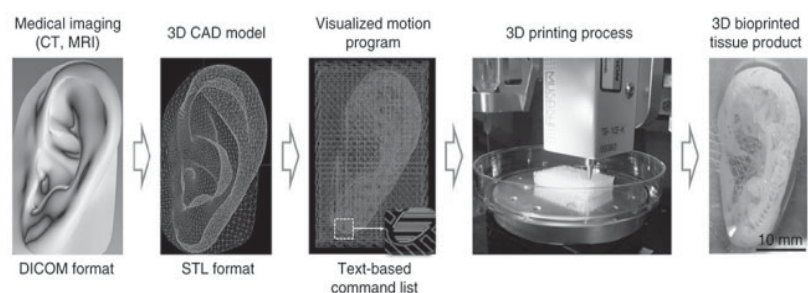 Medical imaging
(CT, MRI)
3D CAD model
Visualized motion
program
3D printing process
3D bioprinted
tissue product
10 mm
DICOM format
STL format
Text-based
command list